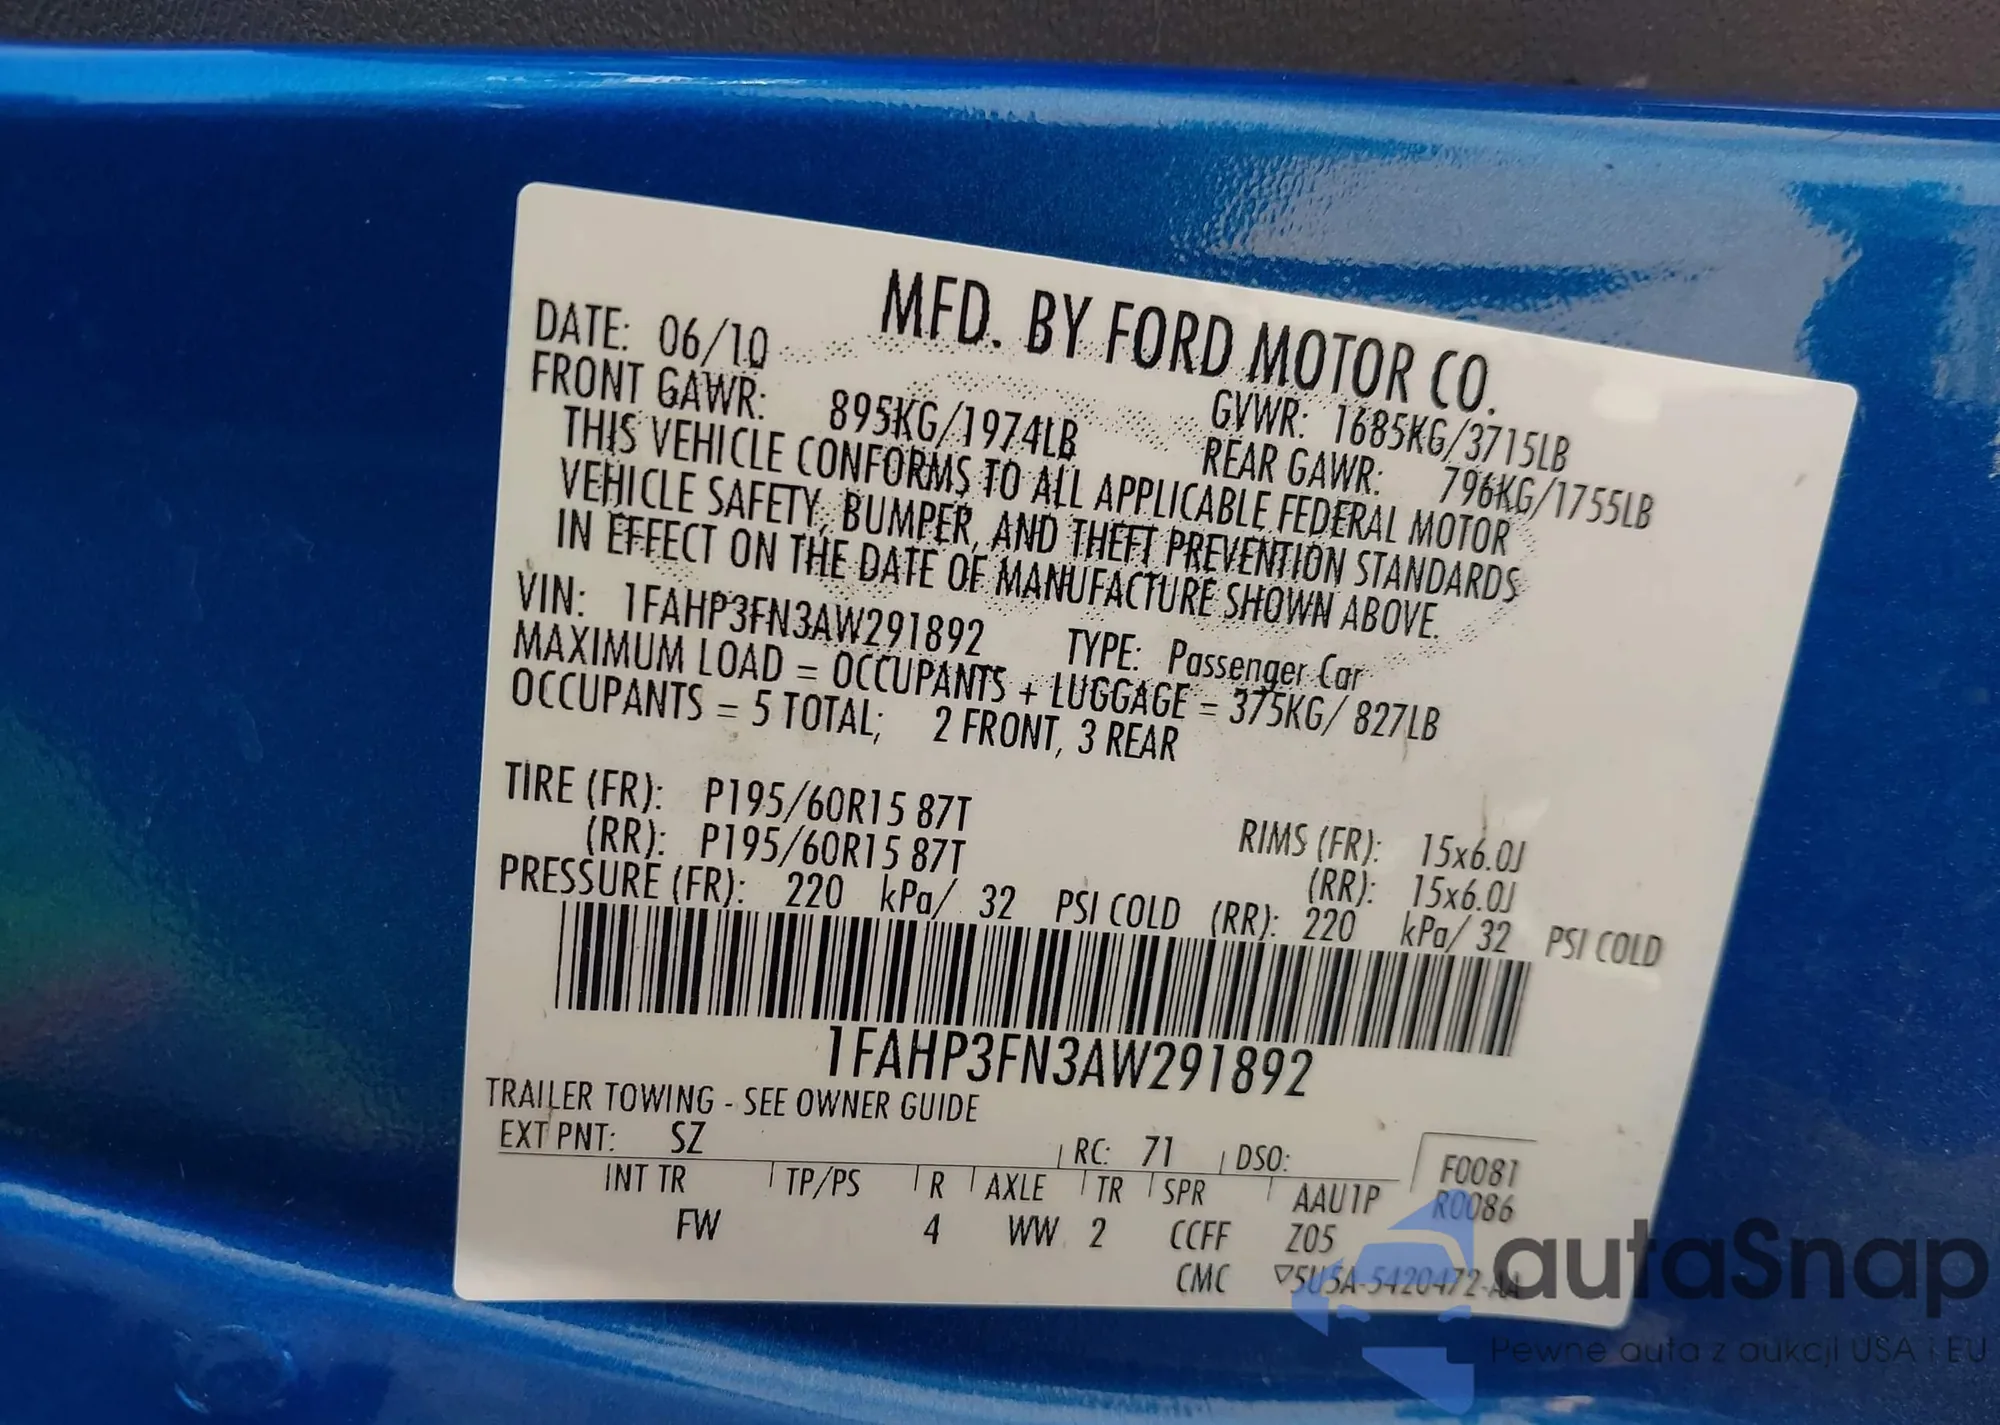 MFD. BY FORD MOTOR CO.
DATE: 06/10 GVWR: 1685KG/3715LB
FRONT GAWR: 895KG/1974LB REAR GAWR: 796KG/1755LB
THIS VEHICLE CONFORMS TO ALL APPLICABLE FEDERAL MOTOR
VEHICLE SAFETY, BUMPER, AND THEFT PREVENTION STANDARDS
IN EFFECT ON THE DATE OF MANUFACTURE SHOWN ABOVE.
VIN: 1FAHP3FN3AW291892 TYPE: Passenger Car
MAXIMUM LOAD = OCCUPANTS + LUGGAGE = 375KG/ 827LB
OCCUPANTS = 5 TOTAL; 2 FRONT, 3 REAR
TIRE (FR): P195/60R15 87T RIMS (FR): 15x6.0J
(RR): P195/60R15 87T (RR): 15x6.0J
PRESSURE (FR): 220 kPa/ 32 PSI COLD (RR): 220 kPa/ 32 PSI COLD
1FAHP3FN3AW291892
TRAILER TOWING - SEE OWNER GUIDE
EXT PNT: SZ RC: 71 DSO: F0081
INT TR TP/PS R AXLE TR SPR AAU1P R0086
FW 4 WW 2 CCFF Z05
CMC ▽5U5A-5420472-AA
autaSnap
Pewne auta z aukcji USA i EU